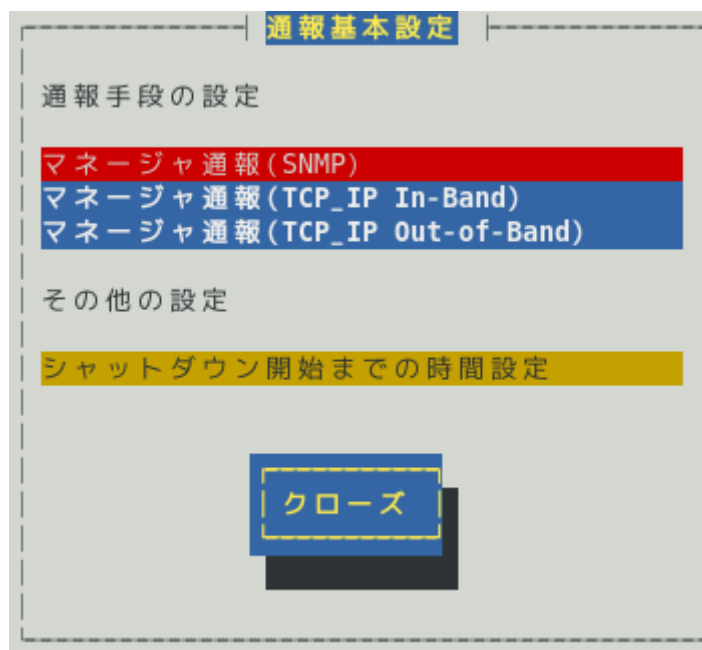 通報基本設定
通報手段の設定
マネージャ通報(SNMP)
マネージャ通報(TCP_IP In-Band)
マネージャ通報(TCP_IP Out-of-Band)
その他の設定
シャットダウン開始までの時間設定
クローズ